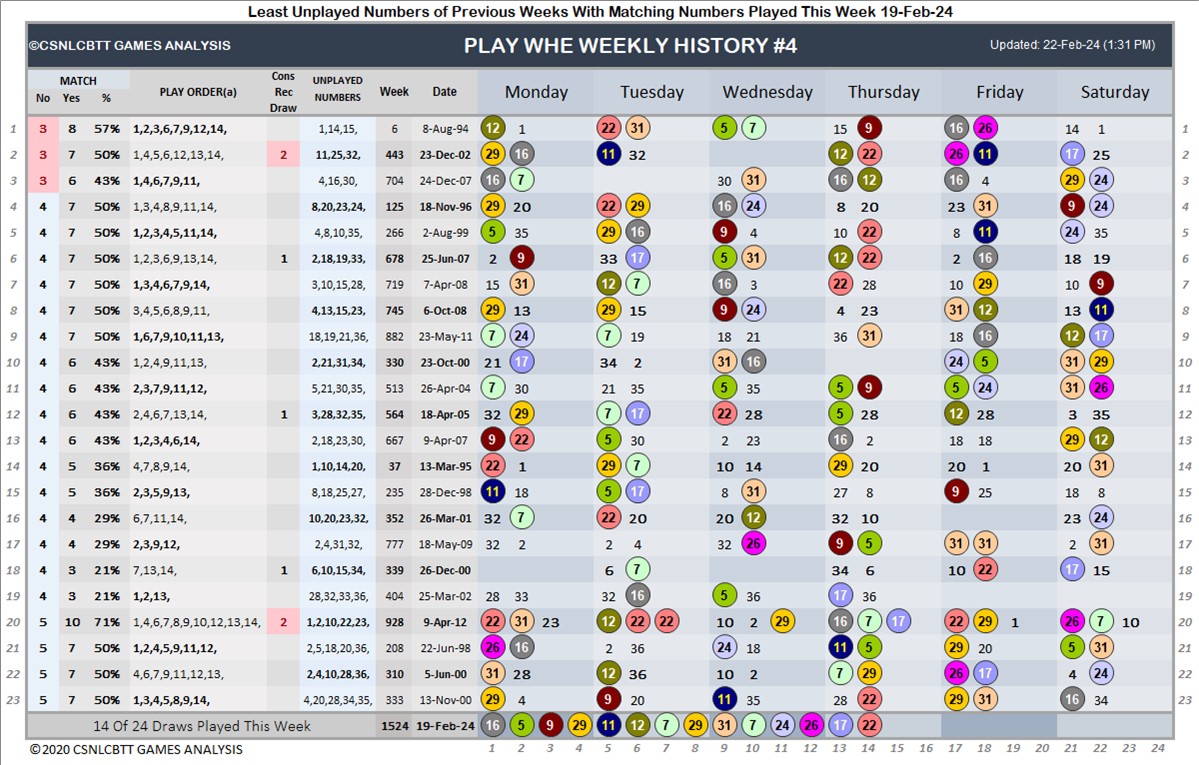 Least Unplayed Numbers of Previous Weeks With Matching Numbers Played This Week 19-Feb-24
©CSNLCBTT GAMES ANALYSIS PLAY WHE WEEKLY HISTORY #4 Updated: 22-Feb-24 (1:31 PM)
MATCH No Yes % PLAY ORDER(a) Cons Rec Draw UNPLAYED NUMBERS Week Date Monday Tuesday Wednesday Thursday Friday Saturday
1 3 8 57% 1,2,3,6,7,9,12,14, 1,14,15, 6 8-Aug-94 12 1 22 31 5 7 15 9 16 26 14 1 1
2 3 7 50% 1,4,5,6,12,13,14, 2 11,25,32, 443 23-Dec-02 29 16 11 32 12 22 26 11 17 25 2
3 3 6 43% 1,4,6,7,9,11, 4,16,30, 704 24-Dec-07 16 7 30 31 16 12 16 4 29 24 3
4 4 7 50% 1,3,4,8,9,11,14, 8,20,23,24, 125 18-Nov-96 29 20 22 29 16 24 8 20 23 31 9 24 4
5 4 7 50% 1,2,3,4,5,11,14, 4,8,10,35, 266 2-Aug-99 5 35 29 16 9 4 10 22 8 11 24 35 5
6 4 7 50% 1,2,3,6,9,13,14, 1 2,18,19,33, 678 25-Jun-07 2 9 33 17 5 31 12 22 2 16 18 19 6
7 4 7 50% 1,3,4,6,7,9,14, 3,10,15,28, 719 7-Apr-08 15 31 12 7 16 3 22 28 10 29 10 9 7
8 4 7 50% 3,4,5,6,8,9,11, 4,13,15,23, 745 6-Oct-08 29 13 29 15 9 24 4 23 31 12 13 11 8
9 4 7 50% 1,6,7,9,10,11,13, 18,19,21,36, 882 23-May-11 7 24 7 19 18 21 36 31 18 16 12 17 9
10 4 6 43% 1,2,4,9,11,13, 2,21,31,34, 330 23-Oct-00 21 17 34 2 31 16 24 5 31 29 10
11 4 6 43% 2,3,7,9,11,12, 5,21,30,35, 513 26-Apr-04 7 30 21 35 5 35 5 9 5 24 31 26 11
12 4 6 43% 2,4,6,7,13,14, 1 3,28,32,35, 564 18-Apr-05 32 29 7 17 22 28 5 28 12 28 3 35 12
13 4 6 43% 1,2,3,4,6,14, 2,18,23,30, 667 9-Apr-07 9 22 5 30 2 23 16 2 18 18 29 12 13
14 4 5 36% 4,7,8,9,14, 1,10,14,20, 37 13-Mar-95 22 1 29 7 10 14 29 20 20 1 20 31 14
15 4 5 36% 2,3,5,9,13, 8,18,25,27, 235 28-Dec-98 11 18 5 17 8 31 27 8 9 25 18 8 15
16 4 4 29% 6,7,11,14, 10,20,23,32, 352 26-Mar-01 32 7 22 20 20 12 32 10 23 24 16
17 4 4 29% 2,3,9,12, 2,4,31,32, 777 18-May-09 32 2 2 4 32 26 9 5 31 31 2 31 17
18 4 3 21% 7,13,14, 1 6,10,15,34, 339 26-Dec-00 6 7 34 6 10 22 17 15 18
19 4 3 21% 1,2,13, 28,32,33,36, 404 25-Mar-02 28 33 32 16 5 36 17 36 19
20 5 10 71% 1,4,6,7,8,9,10,12,13,14, 2 1,2,10,22,23, 928 9-Apr-12 22 31 23 12 22 22 10 2 29 16 7 17 22 29 1 26 7 10 20
21 5 7 50% 1,2,4,5,9,11,12, 2,5,18,20,36, 208 22-Jun-98 26 16 2 36 24 18 11 5 29 20 5 31 21
22 5 7 50% 4,6,7,9,11,12,13, 2,4,10,28,36, 310 5-Jun-00 31 28 12 36 10 2 7 29 26 17 4 24 22
23 5 7 50% 1,3,4,5,8,9,14, 4,20,28,34,35, 333 13-Nov-00 29 4 9 20 11 35 28 22 29 31 16 34 23
14 Of 24 Draws Played This Week 1524 19-Feb-24 16 5 9 29 11 12 7 29 31 7 24 26 17 22
© 2020 CSNLCBTT GAMES ANALYSIS 1 2 3 4 5 6 7 8 9 10 11 12 13 14 15 16 17 18 19 20 21 22 23 24